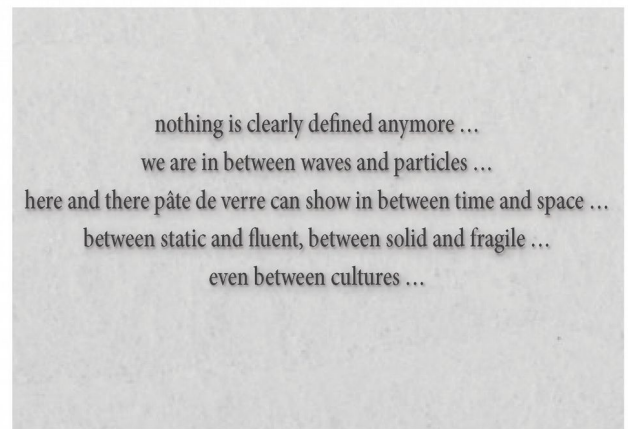 nothing is clearly defined anymore …
we are in between waves and particles …
here and there pâte de verre can show in between time and space …
between static and fluent, between solid and fragile …
even between cultures …